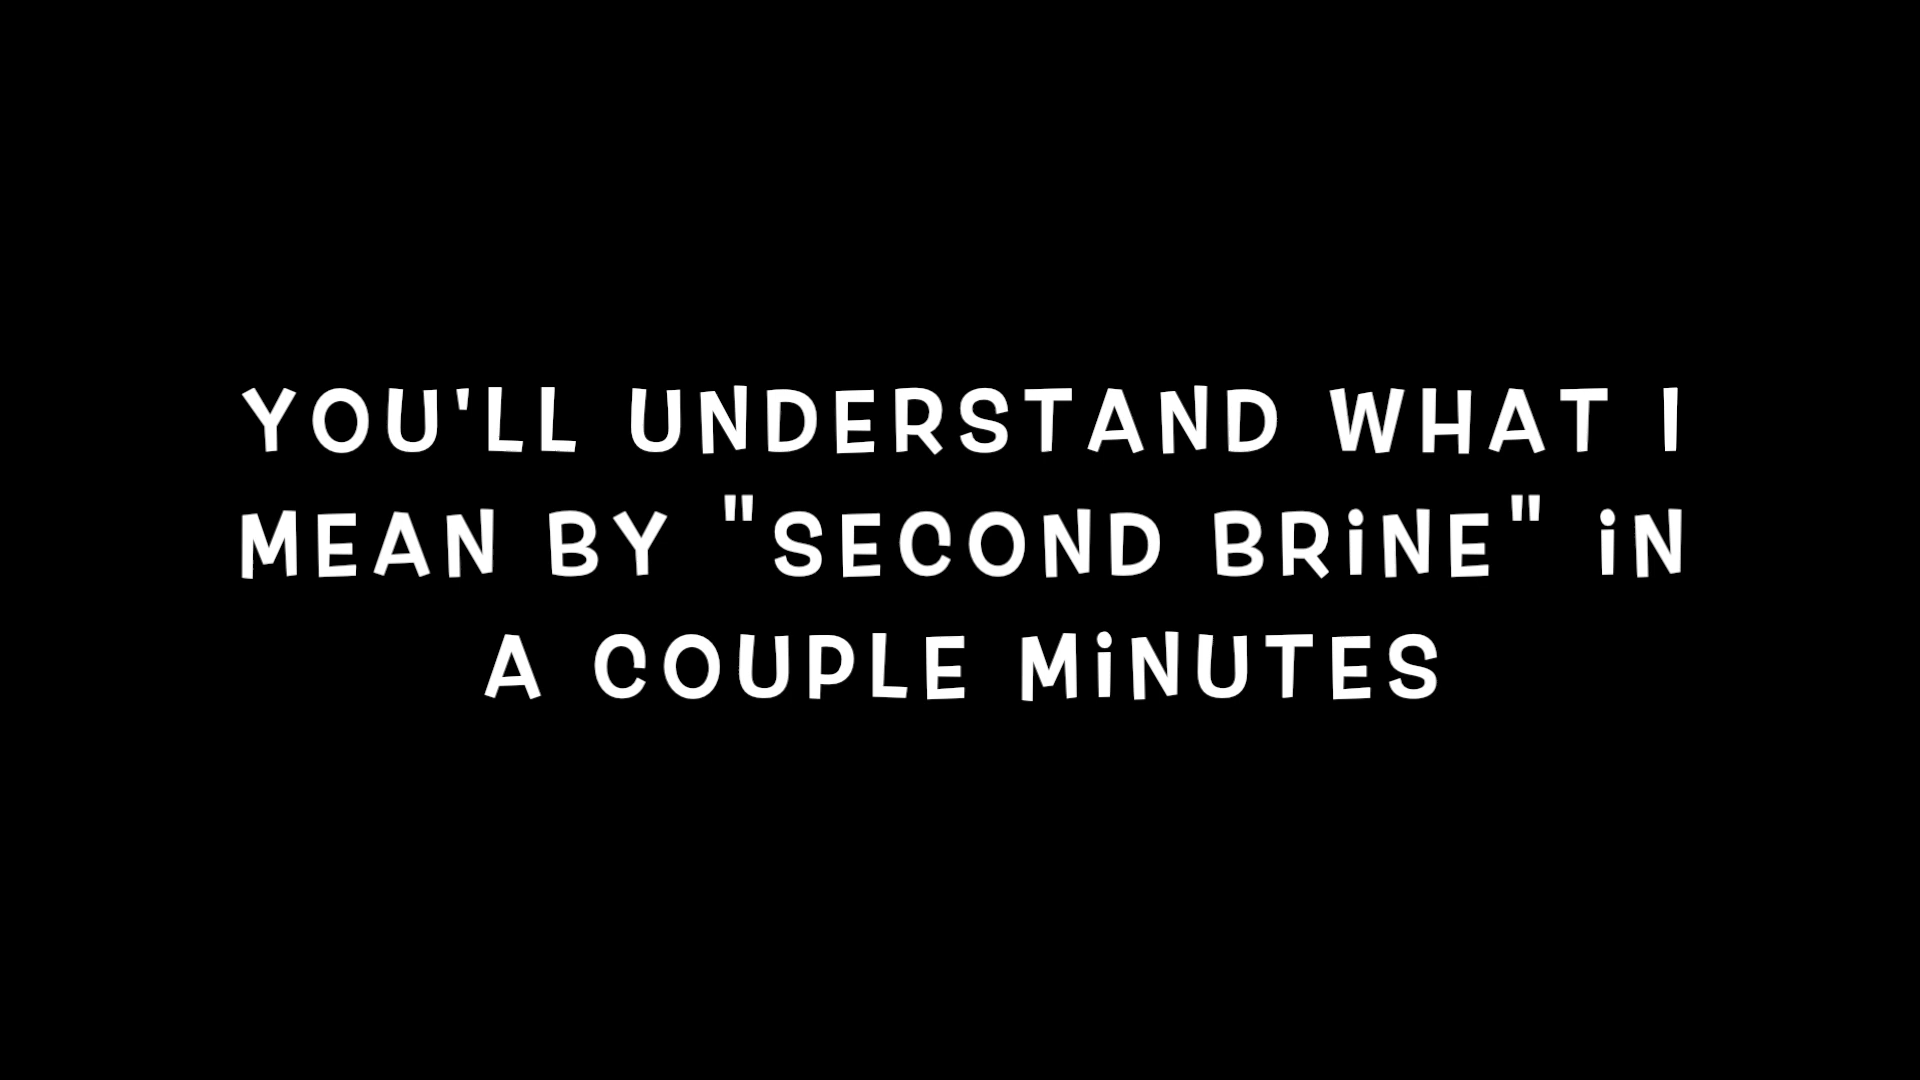 YOU'LL UNDERSTAND WHAT I
MEAN BY "SECOND BRiNE" iN
A COUPLE MiNUTES